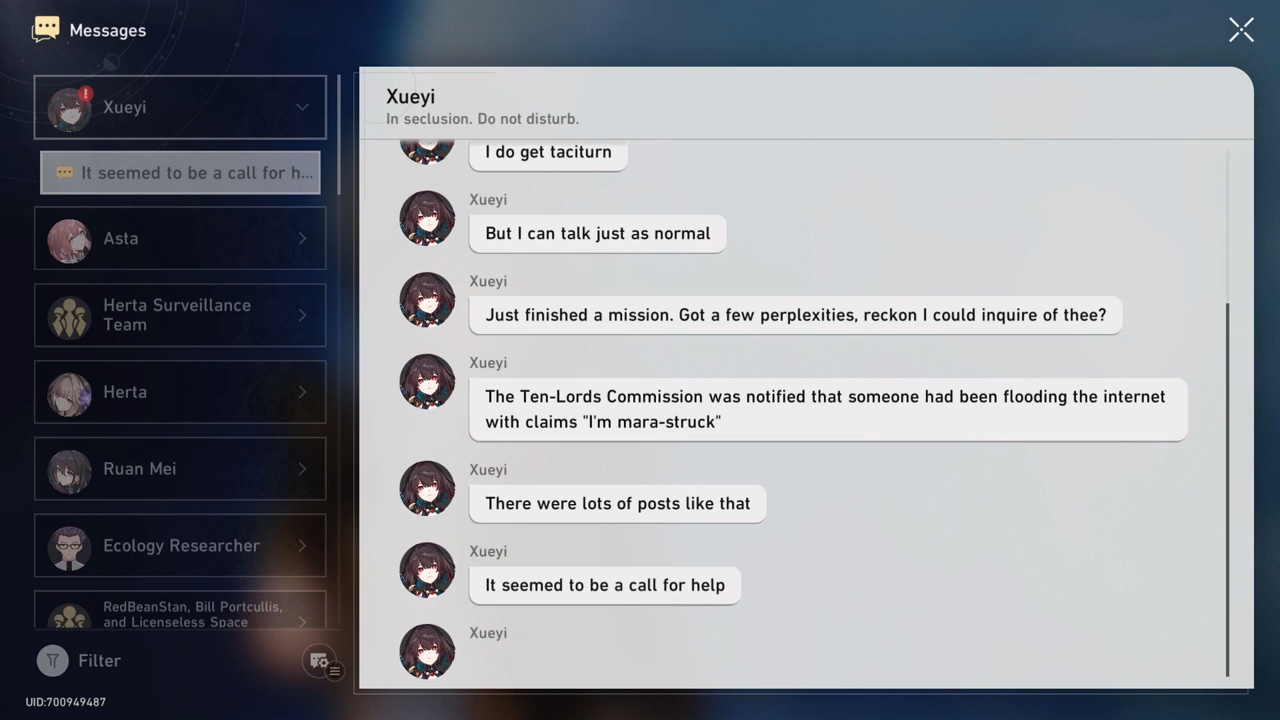 Messages
Xueyi
It seemed to be a call for h...
Asta
Herta Surveillance
Team
Herta
Ruan Mei
Ecology Researcher
RedBeanStan, Bill Portcullis,
and Licenseless Space
Filter
UID:700949487
Xueyi
In seclusion. Do not disturb.
I do get taciturn
Xueyi
But I can talk just as normal
Xueyi
Just finished a mission. Got a few perplexities, reckon I could inquire of thee?
Xueyi
The Ten-Lords Commission was notified that someone had been flooding the internet
with claims "I'm mara-struck"
Xueyi
There were lots of posts like that
Xueyi
It seemed to be a call for help
Xueyi